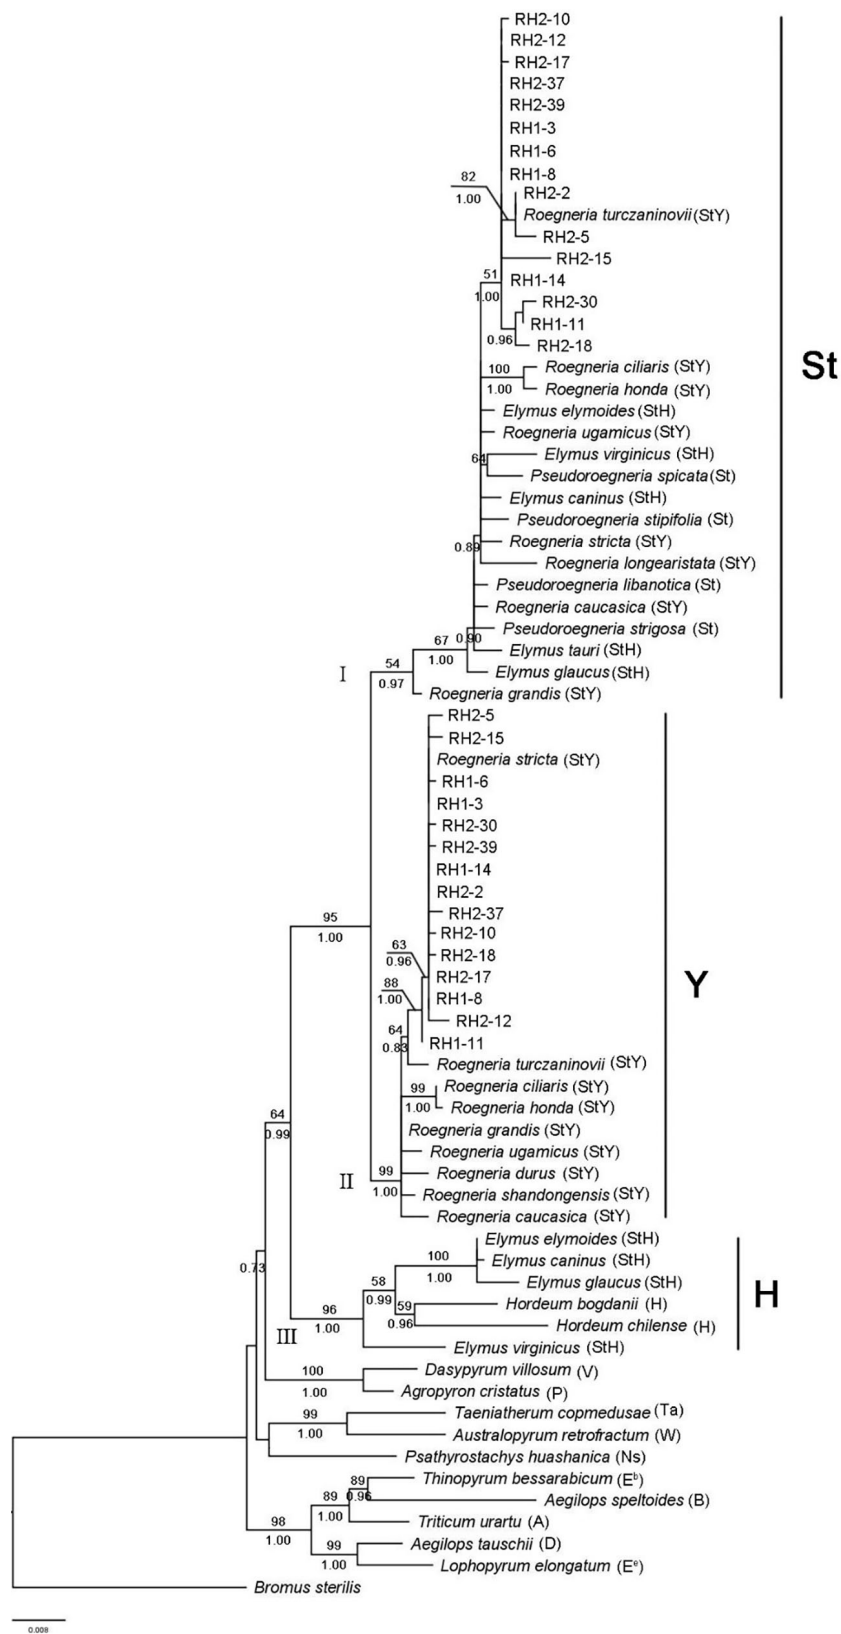 RH2-10
RH2-12
RH2-17
RH2-37
RH2-39
RH1-3
RH1-6
RH1-8
82
RH2-2
1.00
Roegneria turczaninovii (StY)
RH2-5
RH2-15
51
RH1-14
1.00
RH2-30
RH1-11
0.96
RH2-18
St
100
Roegneria ciliaris (StY)
1.00
Roegneria honda (StY)
Elymus elymoides (StH)
Roegneria ugamicus (StY)
64
Elymus virginicus (StH)
Pseudoroegneria spicata (St)
Elymus caninus (StH)
Pseudoroegneria stipifolia (St)
0.89
Roegneria stricta (StY)
Roegneria longearistata (StY)
Pseudoroegneria libanotica (St)
Roegneria caucasica (StY)
67
0.90
Pseudoroegneria strigosa (St)
1.00
Elymus tauri (StH)
54
I
Elymus glaucus (StH)
0.97
Roegneria grandis (StY)
RH2-5
RH2-15
Roegneria stricta (StY)
RH1-6
RH1-3
RH2-30
RH2-39
RH1-14
RH2-2
RH2-37
95
RH2-10
1.00
63
RH2-18
0.96
RH2-17
Y
88
1.00
RH1-8
RH2-12
64
0.83
RH1-11
Roegneria turczaninovii (StY)
99
Roegneria ciliaris (StY)
1.00
Roegneria honda (StY)
64
0.99
Roegneria grandis (StY)
Roegneria ugamicus (StY)
99
II
Roegneria durus (StY)
1.00
Roegneria shandongensis (StY)
Roegneria caucasica (StY)
Elymus elymoides (StH)
100
Elymus caninus (StH)
0.73
1.00
Elymus glaucus (StH)
58
0.99
H
59
Hordeum bogdanii (H)
96
0.96
Hordeum chilense (H)
1.00
III
Elymus virginicus (StH)
100
Dasypyrum villosum (V)
1.00
Agropyron cristatus (P)
99
Taeniatherum copmedusae (Ta)
1.00
Australopyrum retrofractum (W)
Psathyrostachys huashanica (Ns)
89
Thinopyrum bessarabicum (Eᵇ)
89
0.96
Aegilops speltoides (B)
1.00
98
Triticum urartu (A)
1.00
99
Aegilops tauschii (D)
1.00
Lophopyrum elongatum (Eᵉ)
Bromus sterilis
0.008